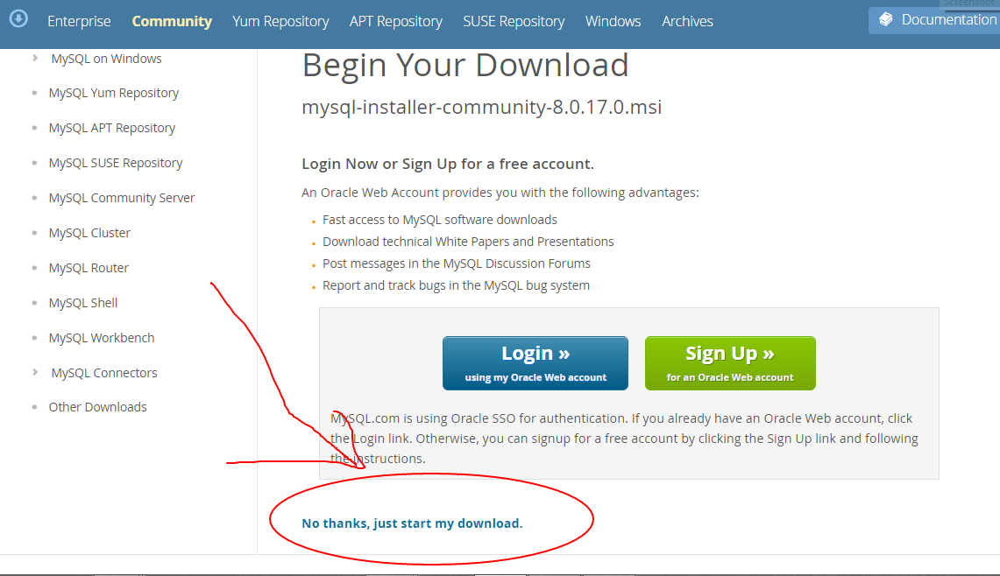 Screenshot
Enterprise Community Yum Repository APT Repository SUSE Repository Windows Archives Documentation
MySQL on Windows
MySQL Yum Repository
MySQL APT Repository
MySQL SUSE Repository
MySQL Community Server
MySQL Cluster
MySQL Router
MySQL Shell
MySQL Workbench
MySQL Connectors
Other Downloads
Begin Your Download
mysql-installer-community-8.0.17.0.msi
Login Now or Sign Up for a free account.
An Oracle Web Account provides you with the following advantages:
Fast access to MySQL software downloads
Download technical White Papers and Presentations
Post messages in the MySQL Discussion Forums
Report and track bugs in the MySQL bug system
Login »
using my Oracle Web account
Sign Up »
for an Oracle Web account
MySQL.com is using Oracle SSO for authentication. If you already have an Oracle Web account, click
the Login link. Otherwise, you can signup for a free account by clicking the Sign Up link and following
the instructions.
No thanks, just start my download.